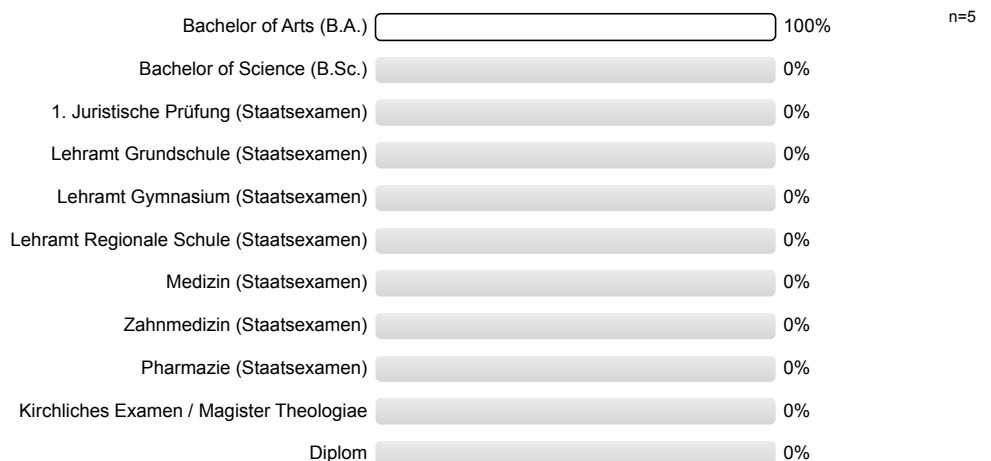 Bachelor of Arts (B.A.) 100% n=5
Bachelor of Science (B.Sc.) 0%
1. Juristische Prüfung (Staatsexamen) 0%
Lehramt Grundschule (Staatsexamen) 0%
Lehramt Gymnasium (Staatsexamen) 0%
Lehramt Regionale Schule (Staatsexamen) 0%
Medizin (Staatsexamen) 0%
Zahnmedizin (Staatsexamen) 0%
Pharmazie (Staatsexamen) 0%
Kirchliches Examen / Magister Theologiae 0%
Diplom 0%